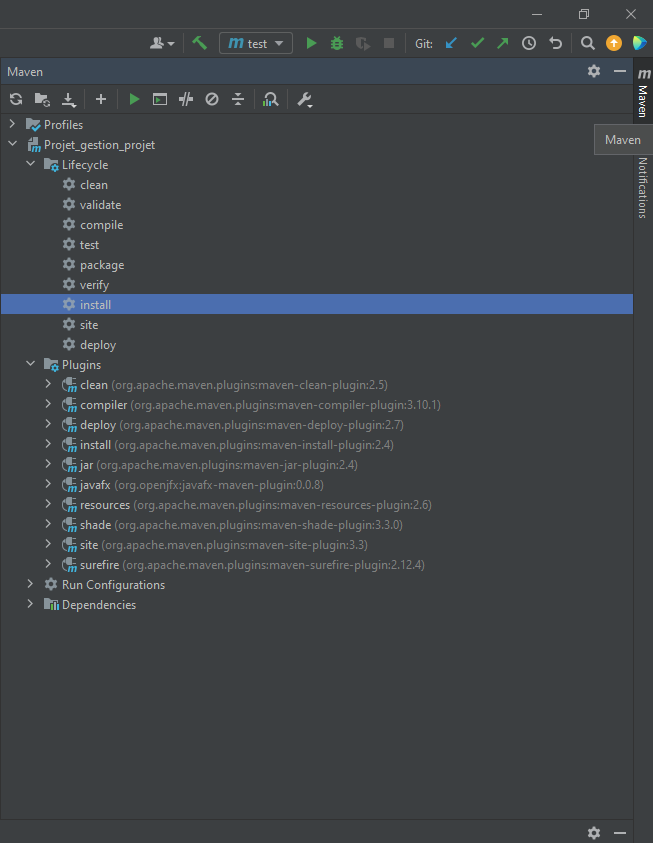 m test Git:
Maven
m
Maven
Profiles
Maven
Projet_gestion_projet
Notifications
Lifecycle
clean
validate
compile
test
package
verify
install
site
deploy
Plugins
clean (org.apache.maven.plugins:maven-clean-plugin:2.5)
compiler (org.apache.maven.plugins:maven-compiler-plugin:3.10.1)
deploy (org.apache.maven.plugins:maven-deploy-plugin:2.7)
install (org.apache.maven.plugins:maven-install-plugin:2.4)
jar (org.apache.maven.plugins:maven-jar-plugin:2.4)
javafx (org.openjfx:javafx-maven-plugin:0.0.8)
resources (org.apache.maven.plugins:maven-resources-plugin:2.6)
shade (org.apache.maven.plugins:maven-shade-plugin:3.3.0)
site (org.apache.maven.plugins:maven-site-plugin:3.3)
surefire (org.apache.maven.plugins:maven-surefire-plugin:2.12.4)
Run Configurations
Dependencies